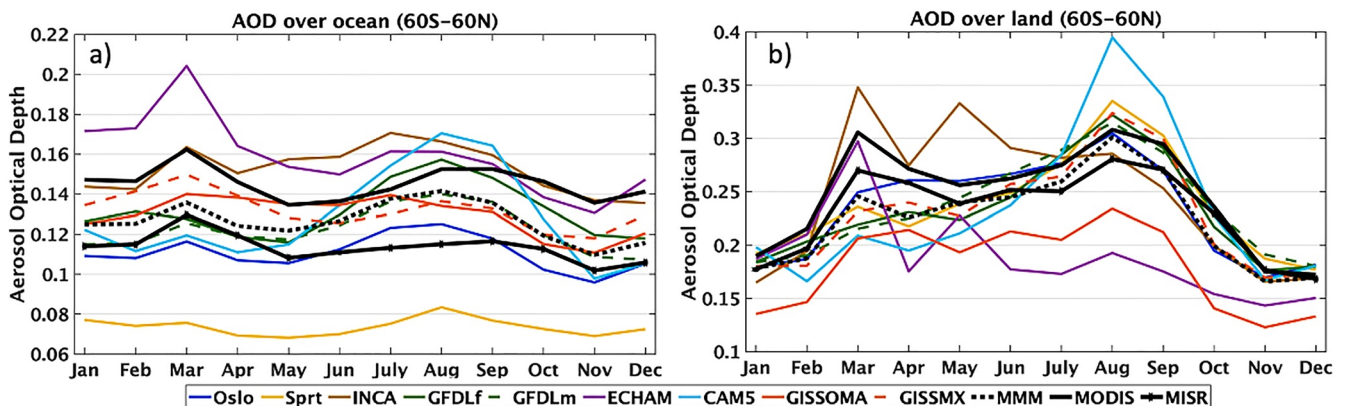 AOD over ocean (60S−60N)
a)
Aerosol Optical Depth
0.22
0.2
0.18
0.16
0.14
0.12
0.1
0.08
0.06
Jan Feb Mar Apr May Jun July Aug Sep Oct Nov Dec
AOD over land (60S−60N)
b)
Aerosol Optical Depth
0.4
0.35
0.3
0.25
0.2
0.15
0.1
Jan Feb Mar Apr May Jun July Aug Sep Oct Nov Dec
Oslo Sprt INCA GFDLf GFDLm ECHAM CAM5 GISSOMA GISSMX MMM MODIS MISR